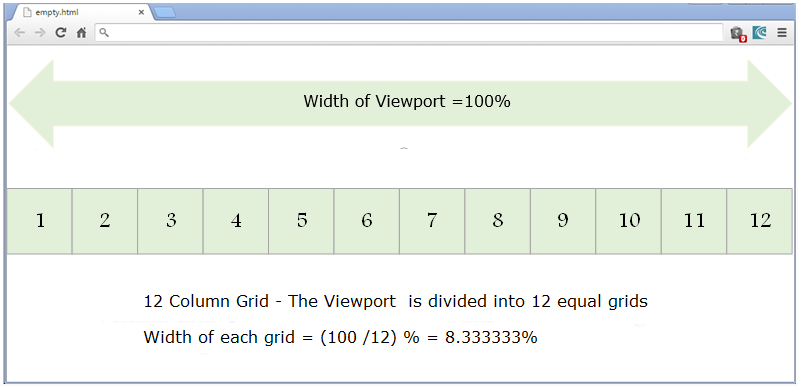 empty.html
9
Width of Viewport =100%
1 2 3 4 5 6 7 8 9 10 11 12
12 Column Grid - The Viewport  is divided into 12 equal grids
Width of each grid = (100 /12) % = 8.333333%